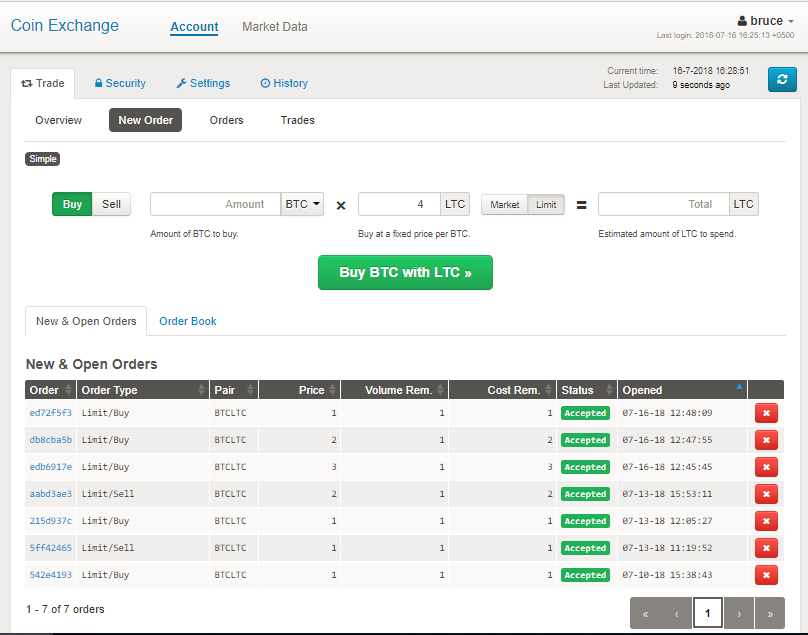 Coin Exchange Account Market Data bruce
Last login: 2018-07-16 16:25:13 +0500
Trade Security Settings History
Current time: 16-7-2018 16:28:51
Last Updated: 9 seconds ago
Overview New Order Orders Trades
Simple
Buy Sell Amount BTC × 4 LTC Market Limit = Total LTC
Amount of BTC to buy. Buy at a fixed price per BTC. Estimated amount of LTC to spend.
Buy BTC with LTC »
New & Open Orders Order Book
New & Open Orders
Order Order Type Pair Price Volume Rem. Cost Rem. Status Opened
ed72f5f3 Limit/Buy BTCLTC 1 1 1 Accepted 07-16-18 12:48:09
db8cba5b Limit/Buy BTCLTC 2 1 2 Accepted 07-16-18 12:47:55
edb6917e Limit/Buy BTCLTC 3 1 3 Accepted 07-16-18 12:45:45
aabd3ae3 Limit/Sell BTCLTC 2 1 2 Accepted 07-13-18 15:53:11
215d937c Limit/Buy BTCLTC 1 1 1 Accepted 07-13-18 12:05:27
5ff42465 Limit/Sell BTCLTC 1 1 1 Accepted 07-13-18 11:19:52
542e4193 Limit/Buy BTCLTC 1 1 1 Accepted 07-10-18 15:38:43
1 - 7 of 7 orders « ‹ 1 › »